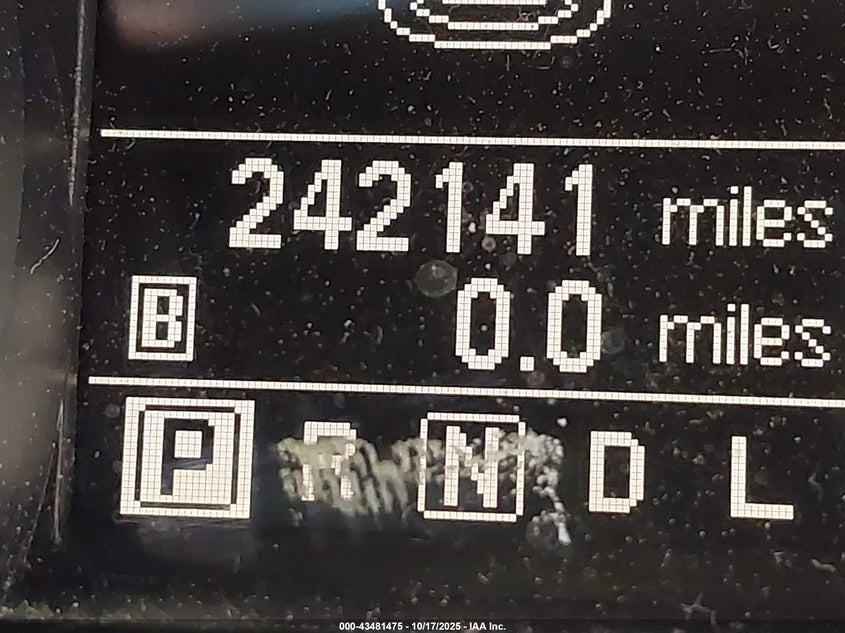 242141 miles
B 0.0 miles
P R N D L
000-43481475 - 10/17/2025 - IAA Inc.